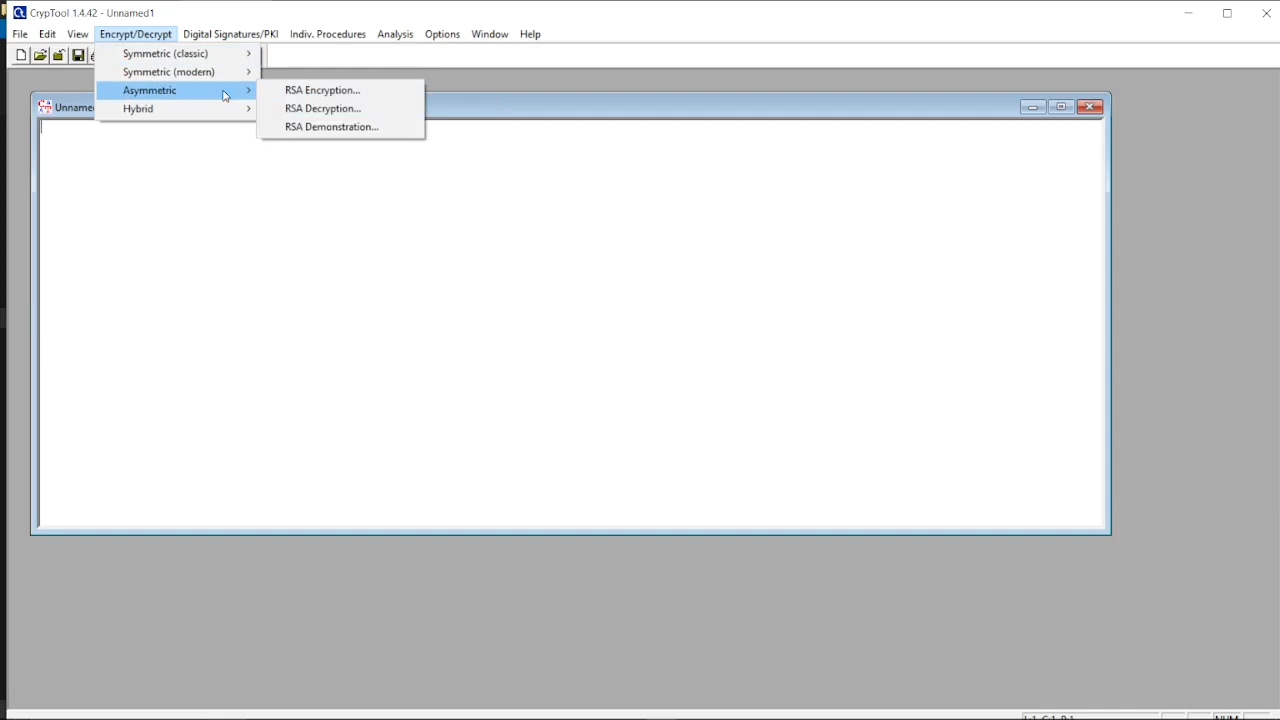 CrypTool 1.4.42 - Unnamed1
File Edit View Encrypt/Decrypt Digital Signatures/PKI Indiv. Procedures Analysis Options Window Help
Symmetric (classic)
Symmetric (modern)
Asymmetric
Hybrid
RSA Encryption...
RSA Decryption...
RSA Demonstration...